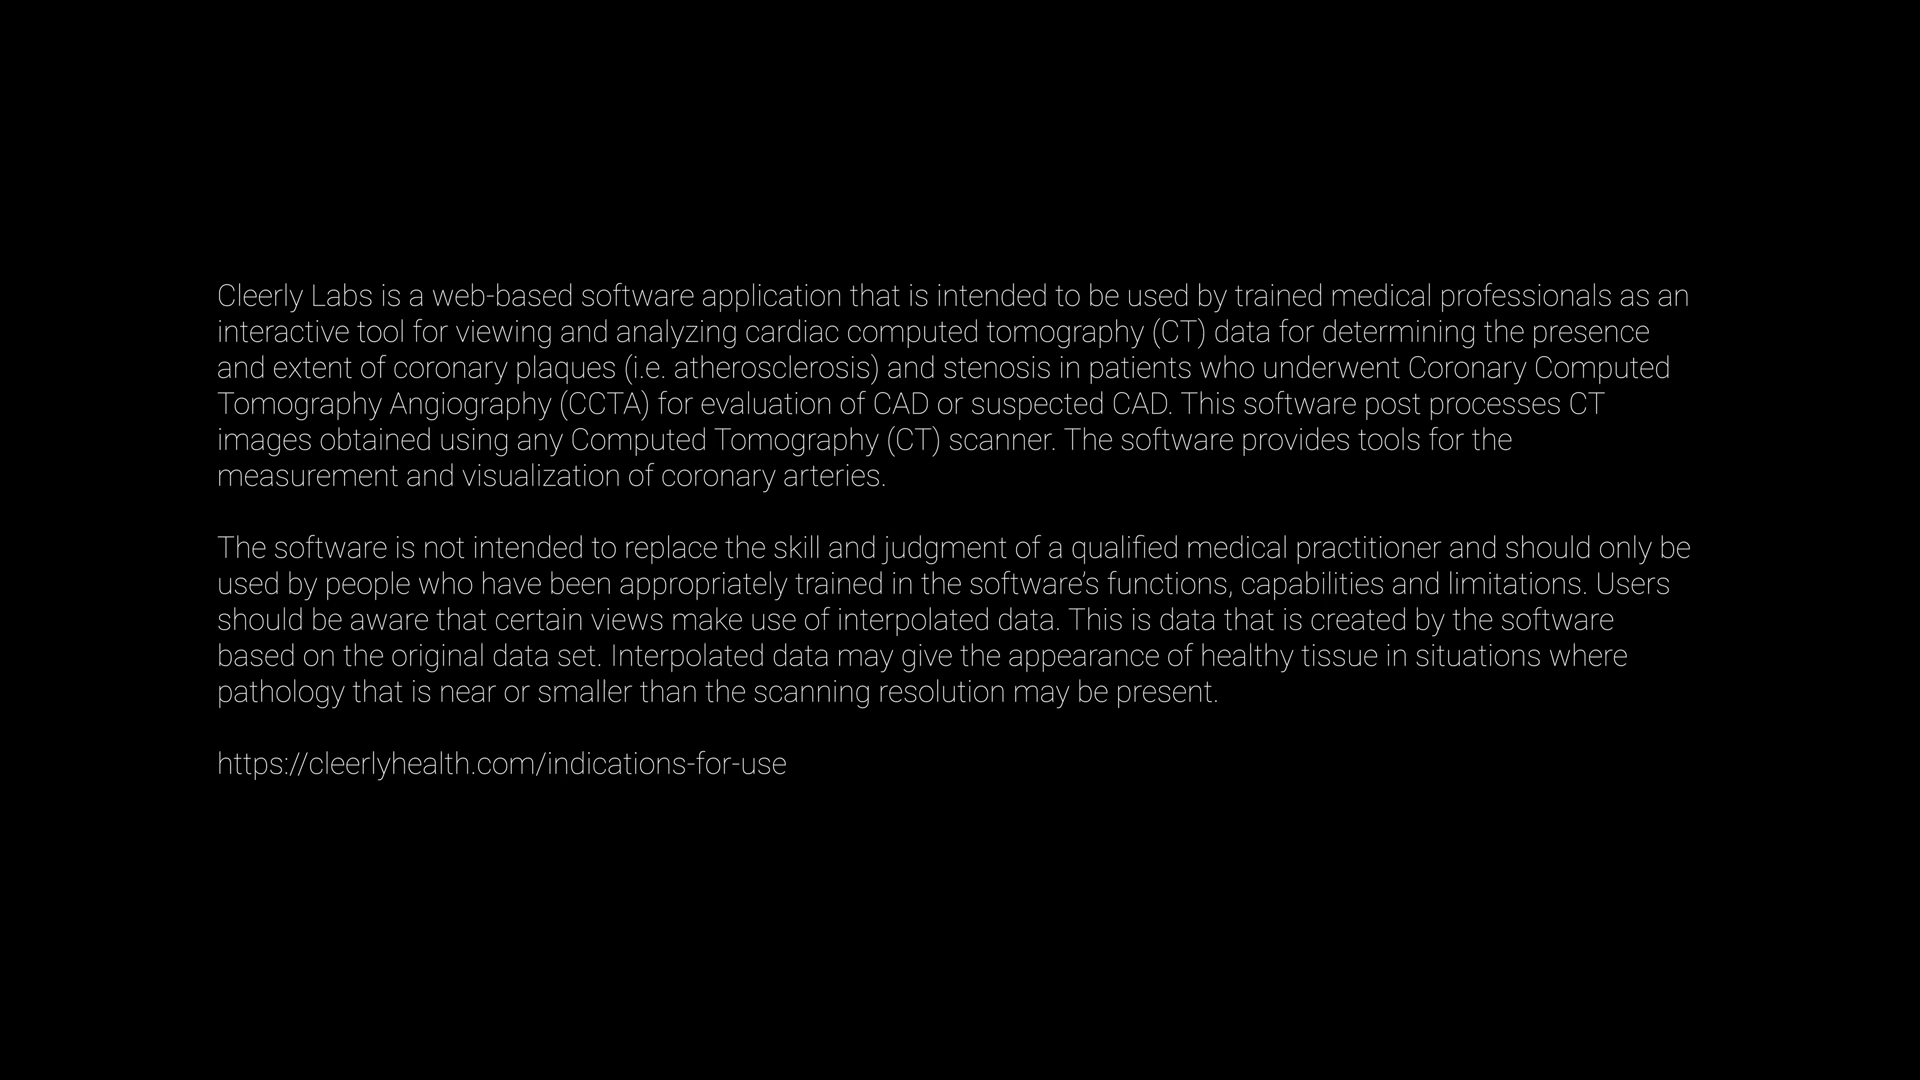 Cleerly Labs is a web-based software application that is intended to be used by trained medical professionals as an
interactive tool for viewing and analyzing cardiac computed tomography (CT) data for determining the presence
and extent of coronary plaques (i.e. atherosclerosis) and stenosis in patients who underwent Coronary Computed
Tomography Angiography (CCTA) for evaluation of CAD or suspected CAD. This software post processes CT
images obtained using any Computed Tomography (CT) scanner. The software provides tools for the
measurement and visualization of coronary arteries.
The software is not intended to replace the skill and judgment of a qualified medical practitioner and should only be
used by people who have been appropriately trained in the software’s functions, capabilities and limitations. Users
should be aware that certain views make use of interpolated data. This is data that is created by the software
based on the original data set. Interpolated data may give the appearance of healthy tissue in situations where
pathology that is near or smaller than the scanning resolution may be present.
https://cleerlyhealth.com/indications-for-use